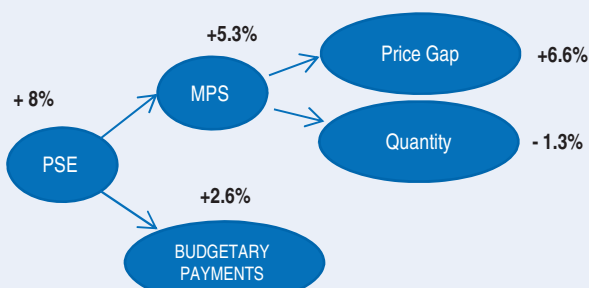 +5.3%
Price Gap
+6.6%
+ 8%
MPS
PSE
Quantity
- 1.3%
+2.6%
BUDGETARY
PAYMENTS